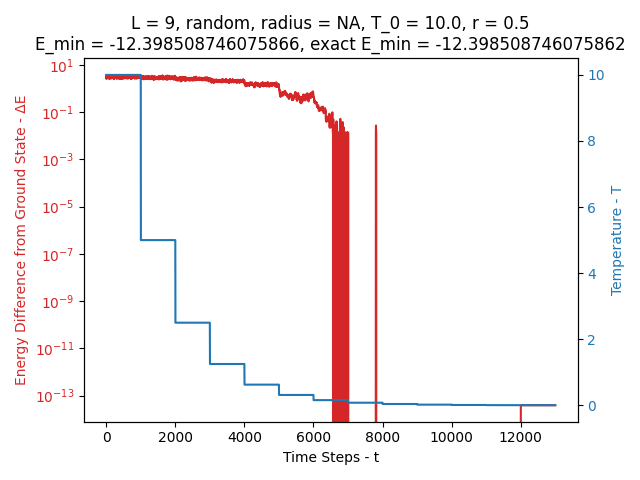 L = 9, random, radius = NA, T_0 = 10.0, r = 0.5
E_min = -12.398508746075866, exact E_min = -12.398508746075862
Energy Difference from Ground State - ΔE
10¹
10⁻¹
10⁻³
10⁻⁵
10⁻⁷
10⁻⁹
10⁻¹¹
10⁻¹³
10
8
6
4
2
0
Temperature - T
0 2000 4000 6000 8000 10000 12000
Time Steps - t